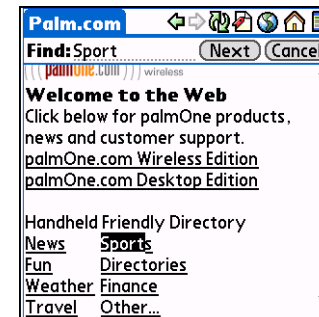 Palm.com
Find: Sport Next Cancel
palmOne.com wireless
Welcome to the Web
Click below for palmOne products,
news and customer support.
palmOne.com Wireless Edition
palmOne.com Desktop Edition
Handheld Friendly Directory
News Sports
Fun Directories
Weather Finance
Travel Other...